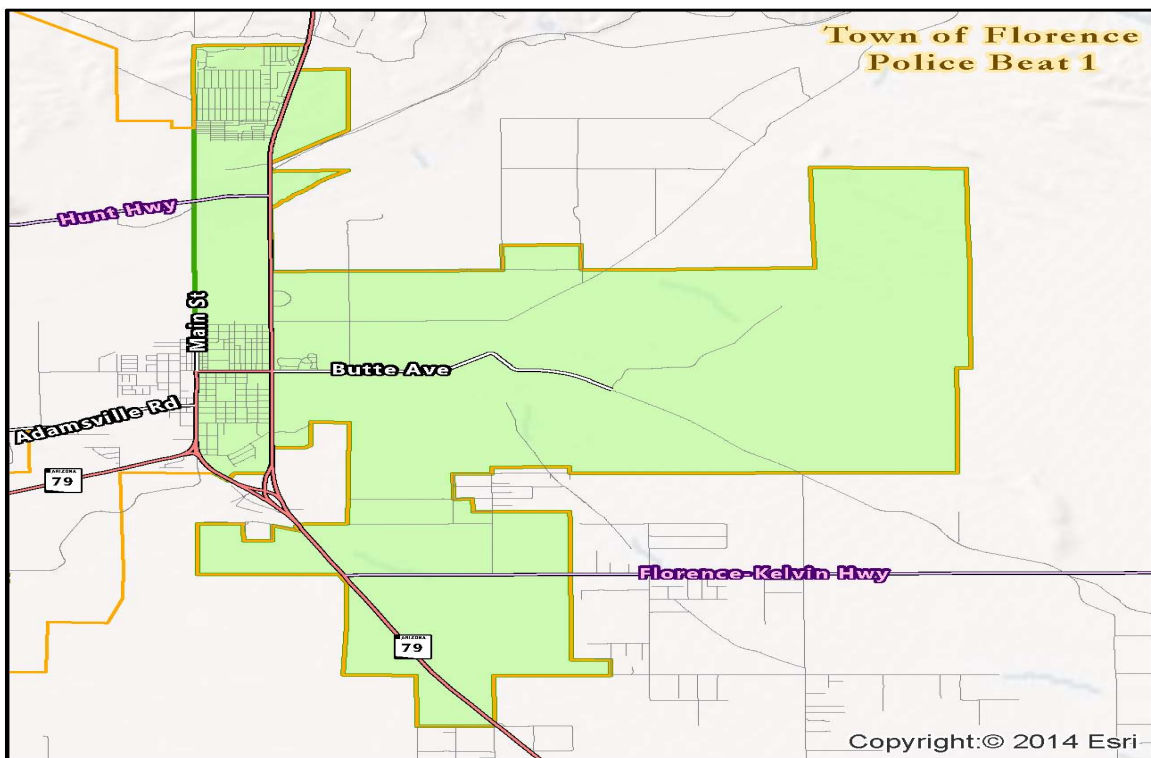 Town of Florence
Police Beat 1
Hunt Hwy
Main St
Butte Ave
Adamsville Rd
ARIZONA
79
Florence-Kelvin Hwy
ARIZONA
79
Copyright:© 2014 Esri